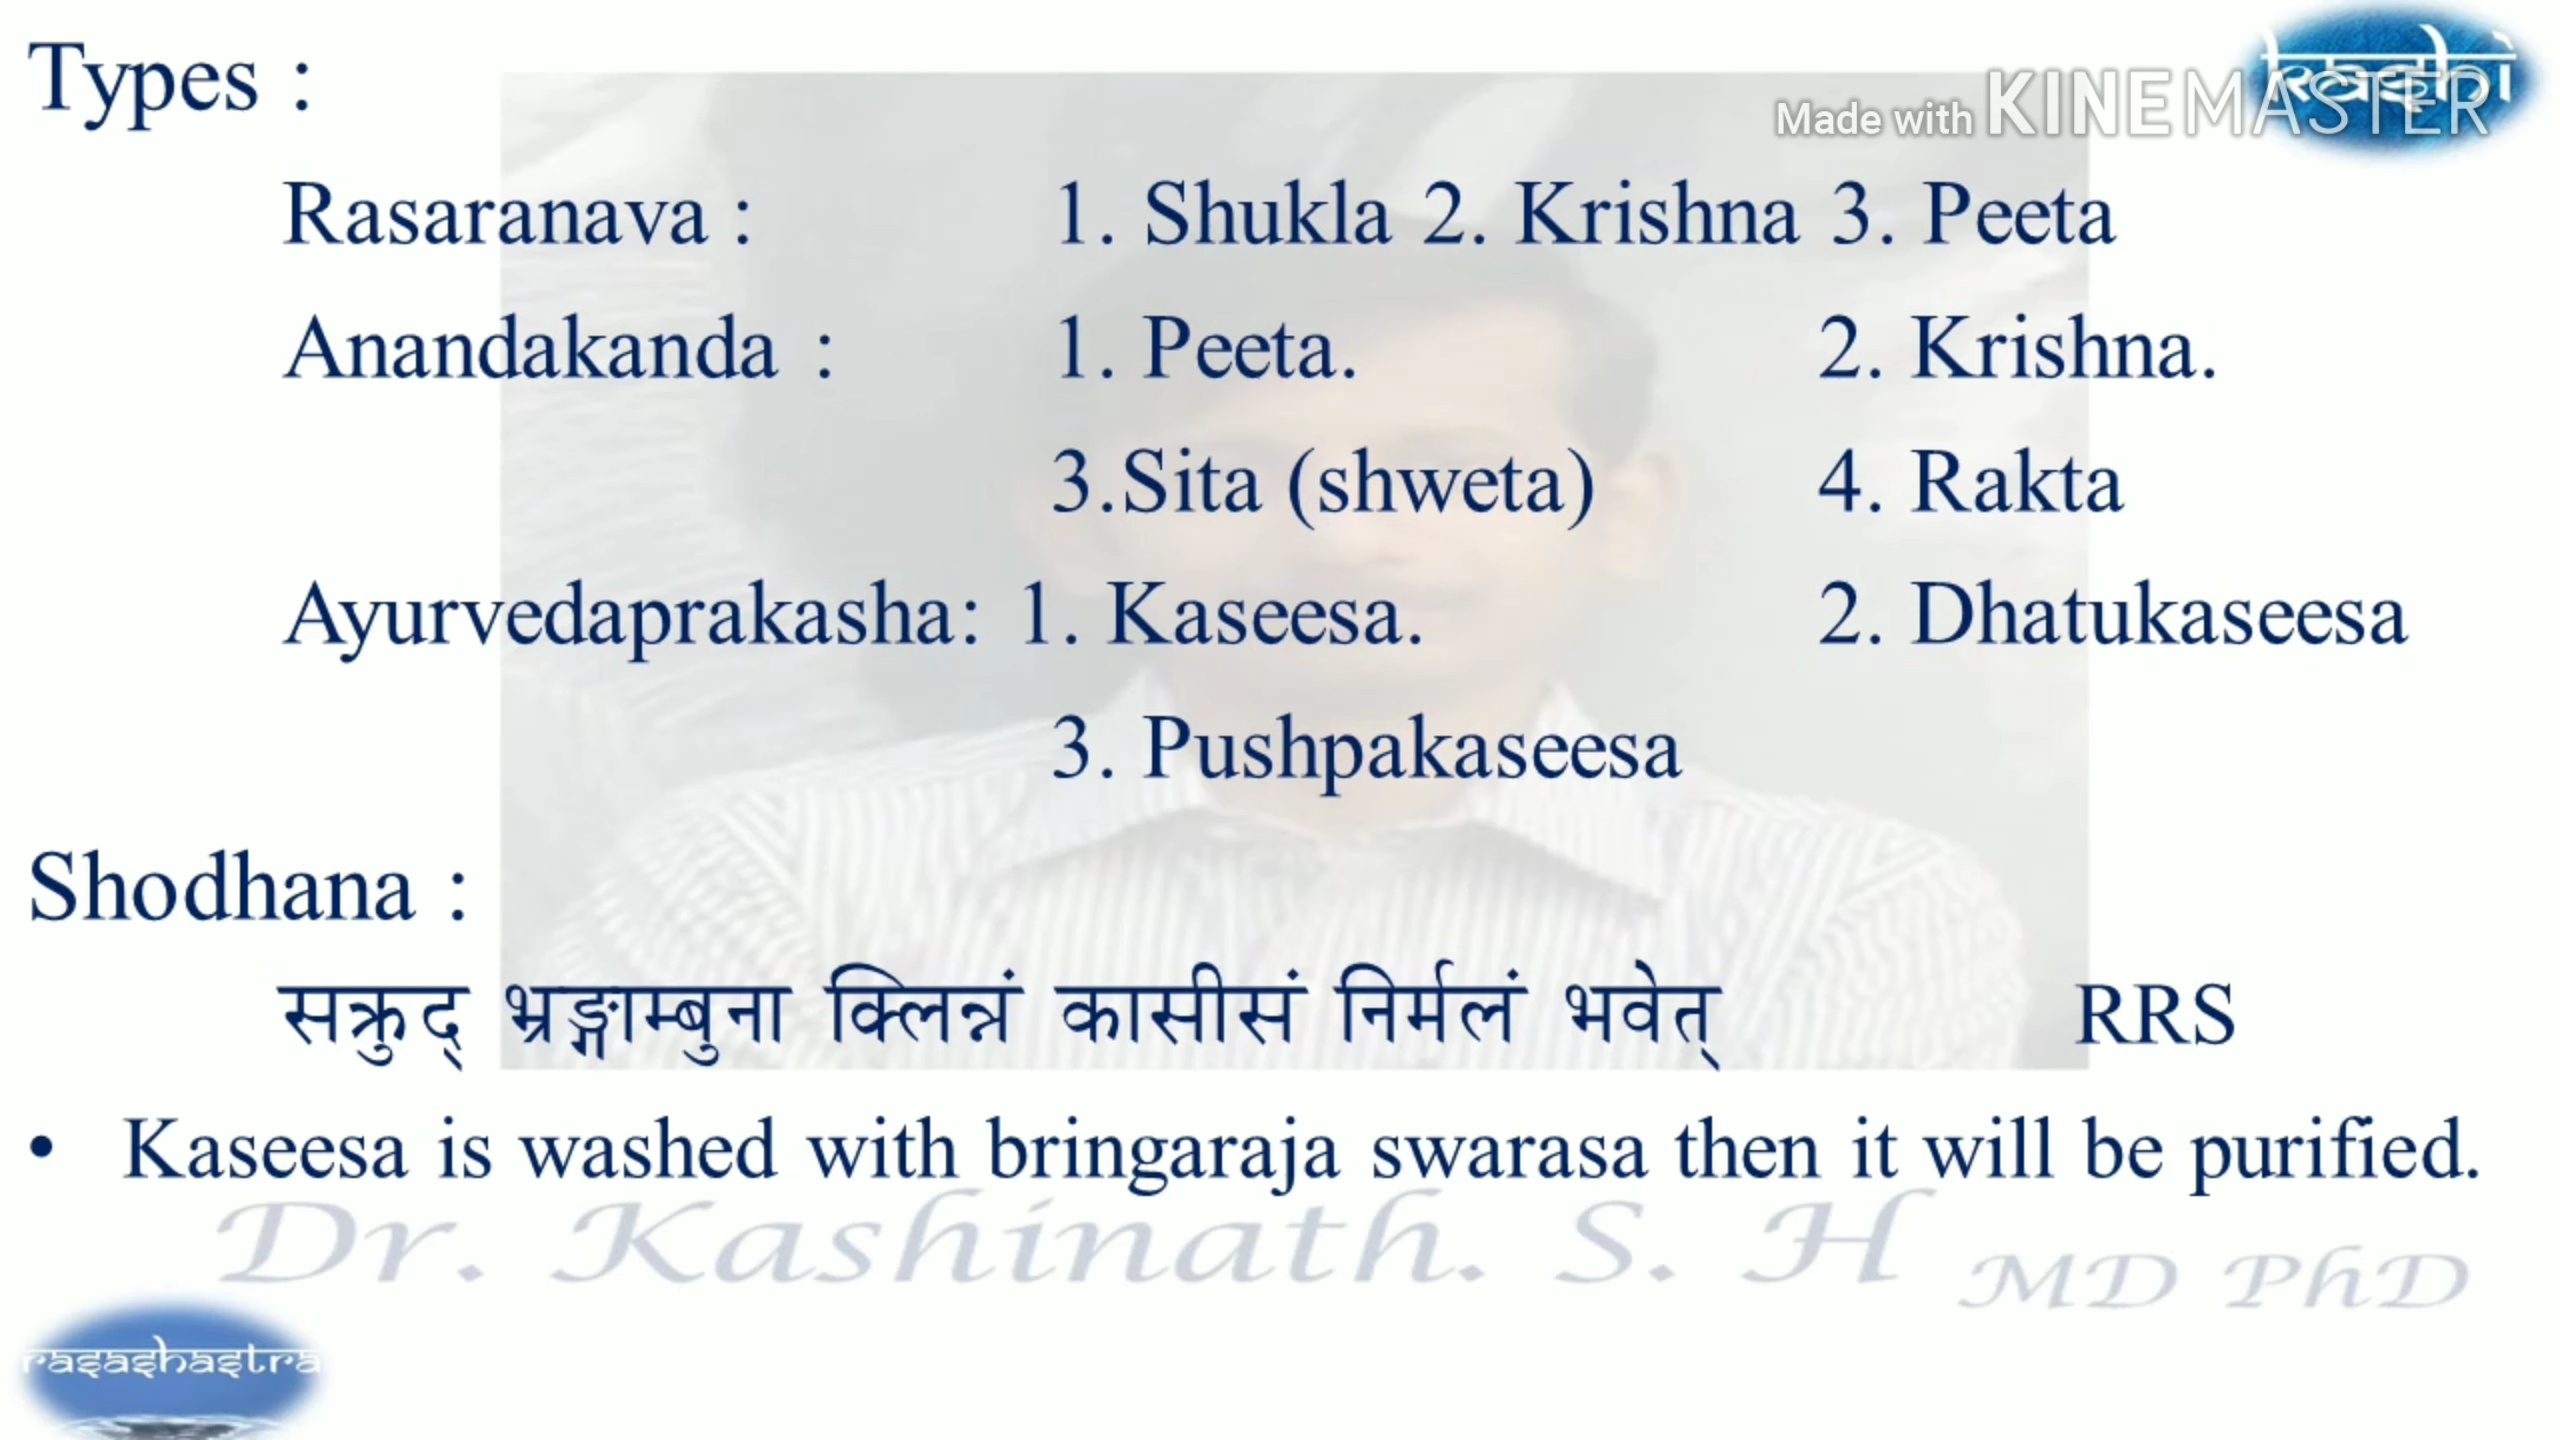 Types :
kashi
Made with KINEMASTER
Rasaranava : 1. Shukla 2. Krishna 3. Peeta
Anandakanda : 1. Peeta. 2. Krishna.
3.Sita (shweta) 4. Rakta
Ayurvedaprakasha: 1. Kaseesa. 2. Dhatukaseesa
3. Pushpakaseesa
Shodhana :
सक्रुद् भ्रङ्गाम्बुना क्लिन्नं कासीसं निर्मलं भवेत् RRS
• Kaseesa is washed with bringaraja swarasa then it will be purified.
Dr. Kashinath. S. H MD PhD
rasashastra